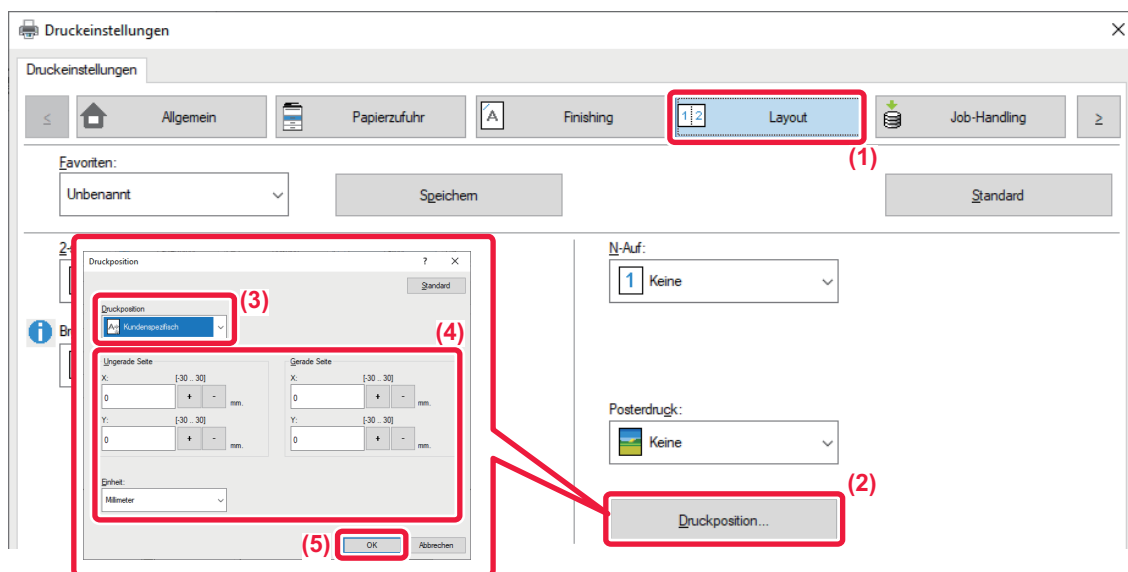 Druckeinstellungen
Druckeinstellungen
<
Allgemein
Papierzufuhr
A
Finishing
1 2
Layout
Job-Handling
>
(1)
Favoriten:
Unbenannt
Speichern
Standard
2-
Br
N-Auf:
1 Keine
Posterdruck:
Keine
(2)
Druckposition...
Druckposition
? X
Standard
(3)
Druckposition
A Kundenspezifisch
(4)
Ungerade Seite
X: [-30 .. 30]
0 + - mm.
Y: [-30 .. 30]
0 + - mm.
Gerade Seite
X: [-30 .. 30]
0 + - mm.
Y: [-30 .. 30]
0 + - mm.
Einheit:
Millimeter
(5)
OK
Abbrechen